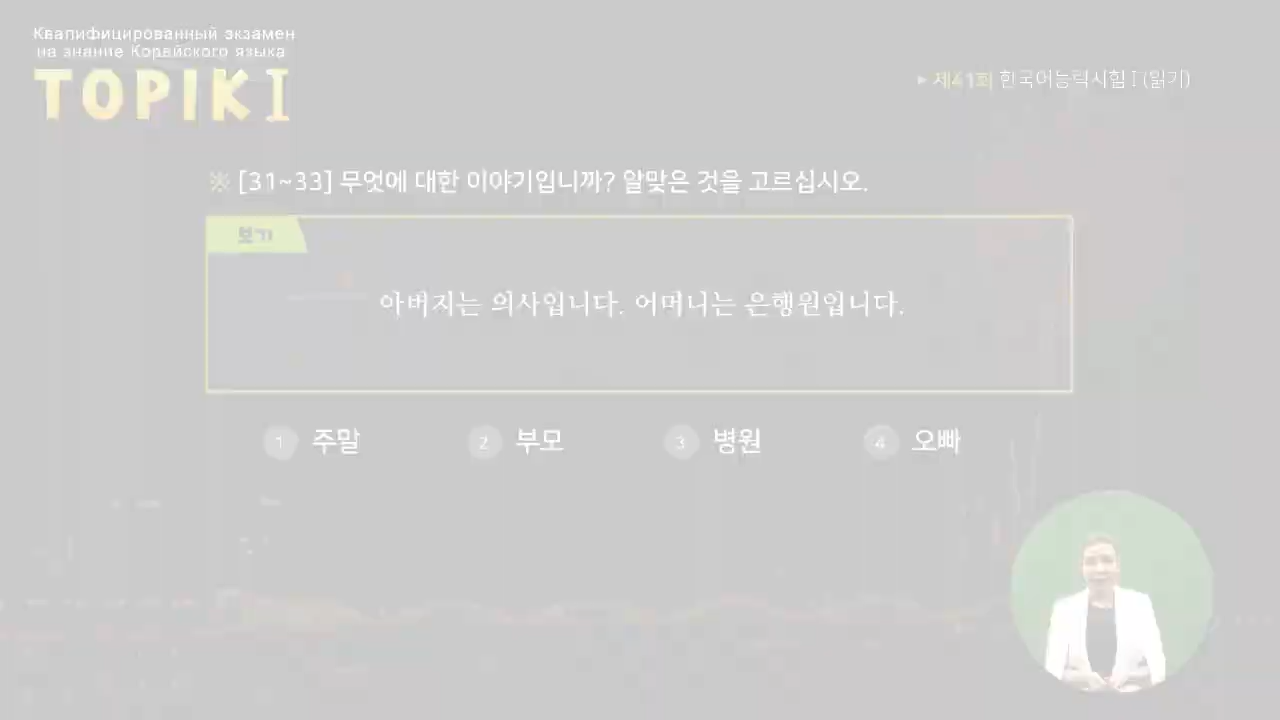 Квалифицированный экзамен
на знание Корейского языка
TOPIK I
▸ 제41회 한국어능력시험 I (읽기)
※ [31~33] 무엇에 대한 이야기입니까? 알맞은 것을 고르십시오.
보기
아버지는 의사입니다. 어머니는 은행원입니다.
1 주말 2 부모 3 병원 4 오빠